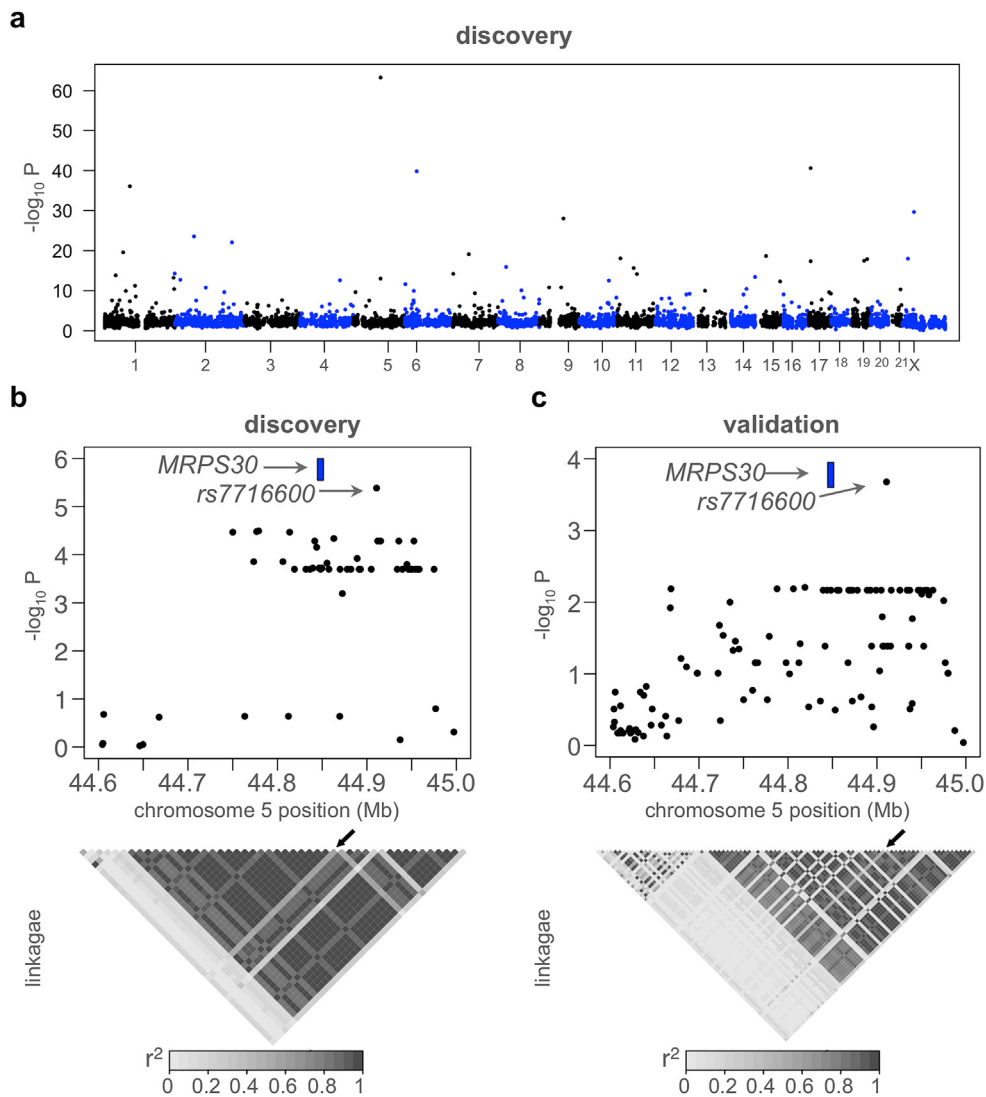 a
discovery
60
50
40
30
20
10
0
-log10 P
1 2 3 4 5 6 7 8 9 10 11 12 13 14 15 16 17 18 19 20 21 X
b
discovery
6
5
4
3
2
1
0
-log10 P
MRPS30
rs7716600
44.6 44.7 44.8 44.9 45.0
chromosome 5 position (Mb)
linkagae
r2
0 0.2 0.4 0.6 0.8 1
c
validation
4
3
2
1
0
-log10 P
MRPS30
rs7716600
44.6 44.7 44.8 44.9 45.0
chromosome 5 position (Mb)
linkagae
r2
0 0.2 0.4 0.6 0.8 1